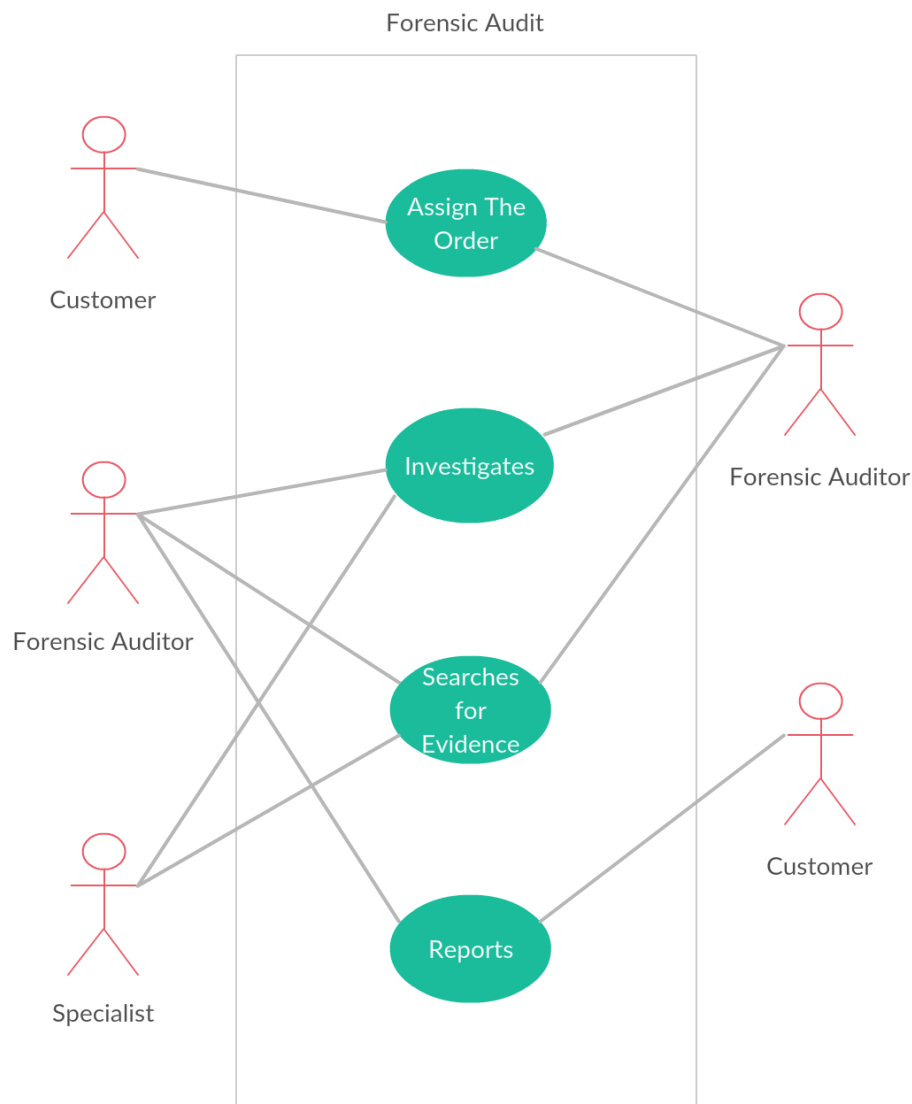 Forensic Audit
Assign The
Order
Customer
Investigates
Forensic Auditor
Forensic Auditor
Searches
for
Evidence
Customer
Reports
Specialist